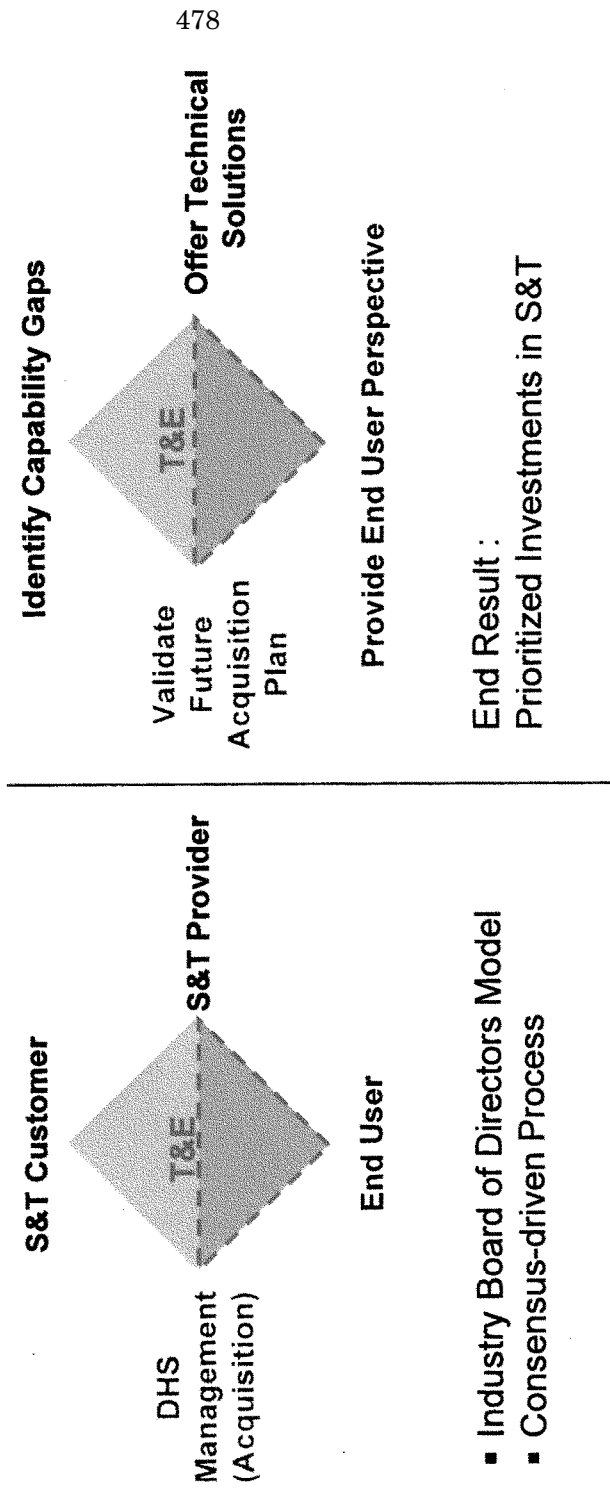 478
S&T Customer
DHS
Management
(Acquisition)
T&E
S&T Provider
End User
▪ Industry Board of Directors Model
▪ Consensus-driven Process
Identify Capability Gaps
Validate
Future
Acquisition
Plan
T&E
Offer Technical
Solutions
Provide End User Perspective
End Result :
Prioritized Investments in S&T